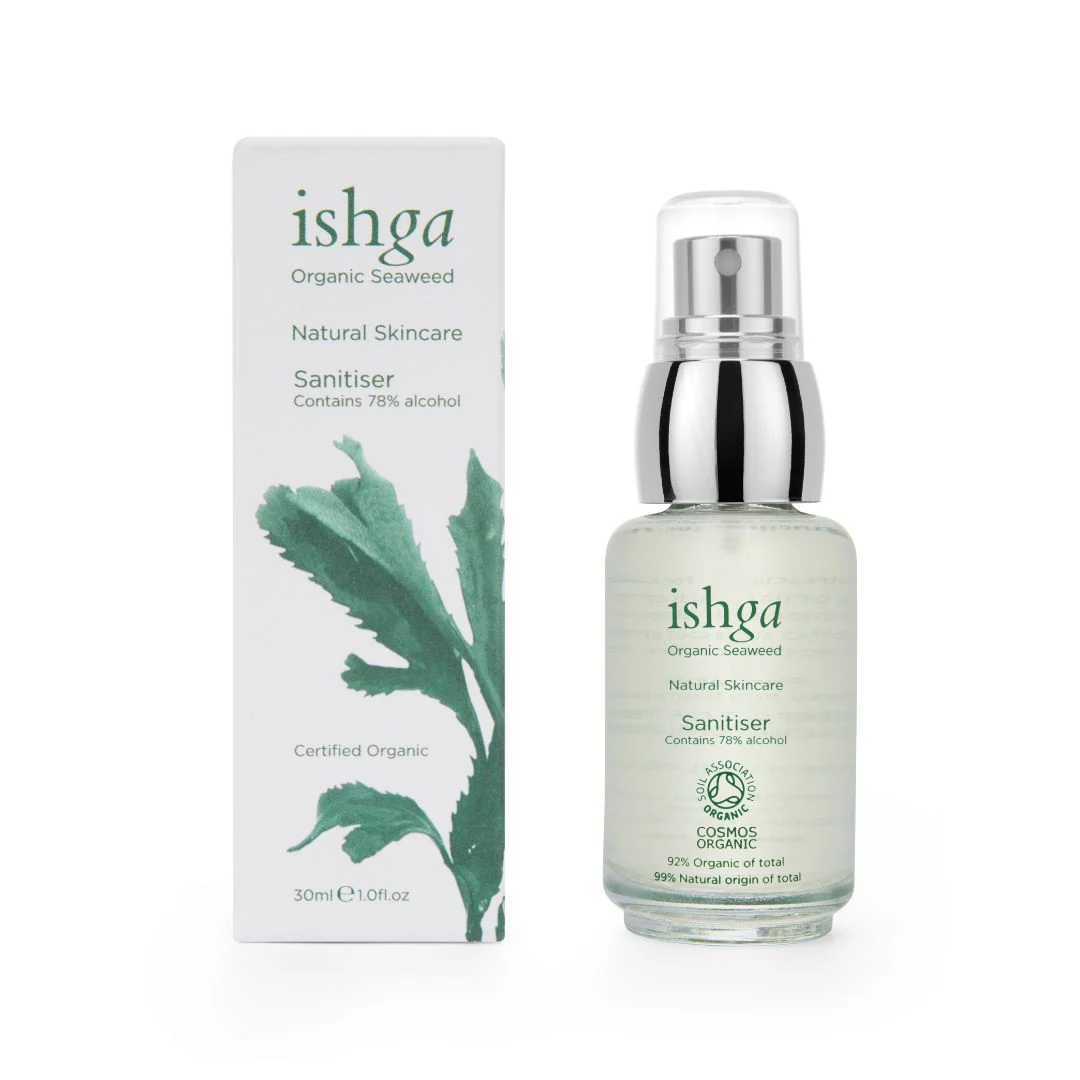 ishga
Organic Seaweed
Natural Skincare
Sanitiser
Contains 78% alcohol
Certified Organic
30ml ℮ 1.0fl.oz
ishga
Organic Seaweed
Natural Skincare
Sanitiser
Contains 78% alcohol
SOIL ASSOCIATION
ORGANIC
COSMOS
ORGANIC
92% Organic of total
99% Natural origin of total